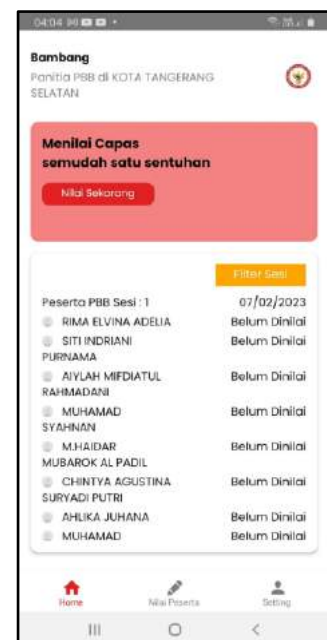 04:04
Bambang
Panitia PBB di KOTA TANGERANG
SELATAN
Menilai Capas
semudah satu sentuhan
Nilai Sekarang
Filter Sesi
Peserta PBB Sesi : 1 07/02/2023
RIMA ELVINA ADELIA Belum Dinilai
SITI INDRIANI Belum Dinilai
PURNAMA
AIYLAH MIFDIATUL Belum Dinilai
RAHMADANI
MUHAMAD Belum Dinilai
SYAHNAN
M.HAIDAR Belum Dinilai
MUBAROK AL PADIL
CHINTYA AGUSTINA Belum Dinilai
SURYADI PUTRI
AHLIKA JUHANA Belum Dinilai
MUHAMAD Belum Dinilai
Home Nilai Peserta Setting